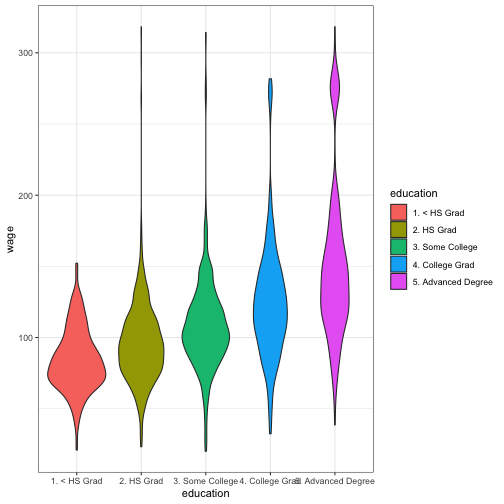 300
200
100
wage
1. < HS Grad
2. HS Grad
3. Some College
4. College Grad
5. Advanced Degree
education
education
1. < HS Grad
2. HS Grad
3. Some College
4. College Grad
5. Advanced Degree